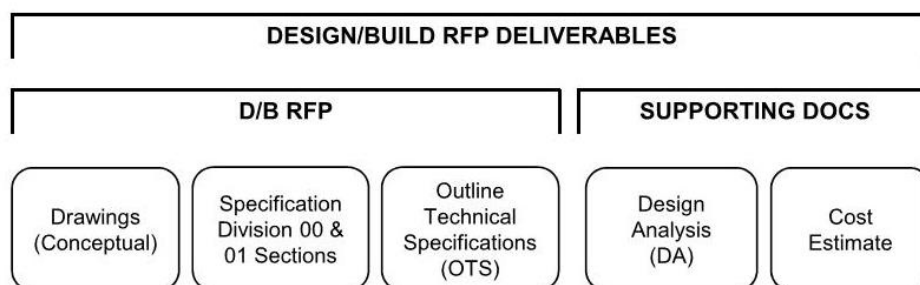 DESIGN/BUILD RFP DELIVERABLES
D/B RFP
SUPPORTING DOCS
Drawings
(Conceptual)
Specification
Division 00 &
01 Sections
Outline
Technical
Specifications
(OTS)
Design
Analysis
(DA)
Cost
Estimate